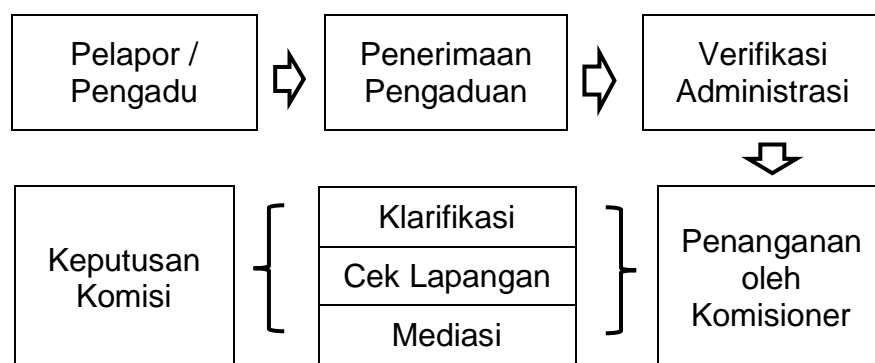 Pelapor /
Pengadu
Penerimaan
Pengaduan
Verifikasi
Administrasi
Penanganan
oleh
Komisioner
Klarifikasi
Cek Lapangan
Mediasi
Keputusan
Komisi